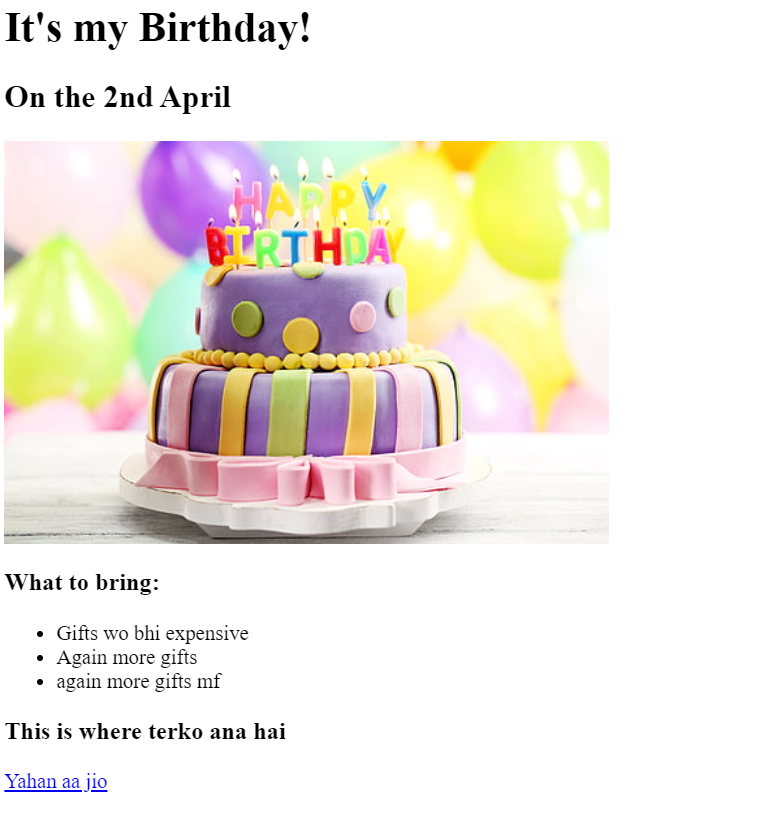 It's my Birthday!
On the 2nd April
HAPPY
BIRTHDAY
What to bring:
Gifts wo bhi expensive
Again more gifts
again more gifts mf
This is where terko ana hai
Yahan aa jio